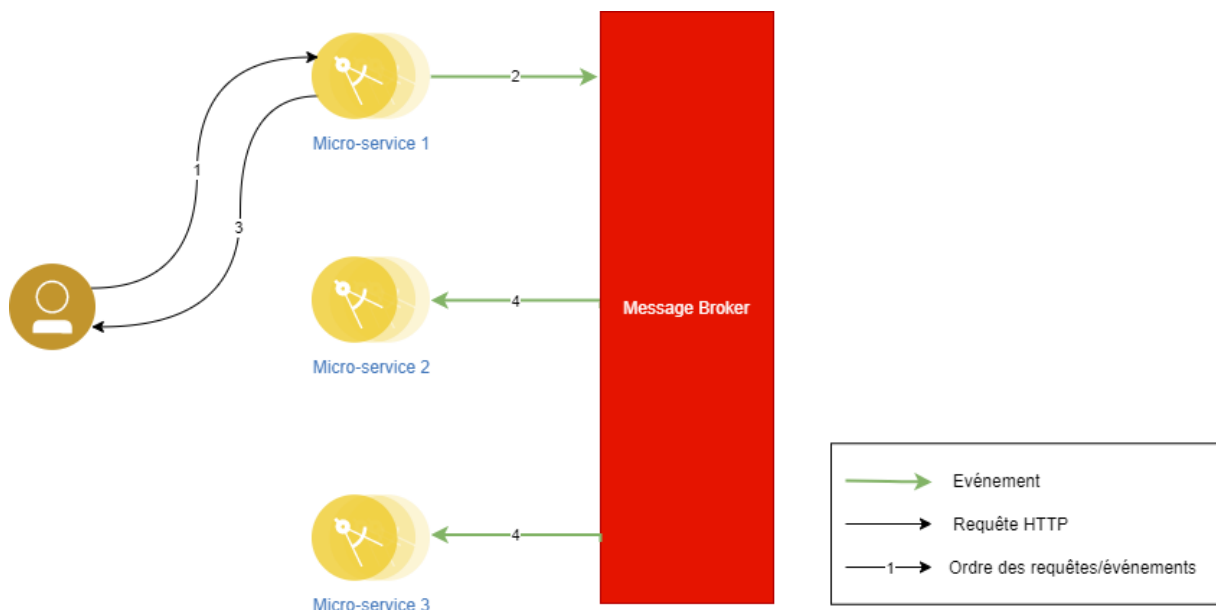 2
Micro-service 1
1
3
4
Message Broker
Micro-service 2
4
Micro-service 3
Evénement
Requête HTTP
1
Ordre des requêtes/événements